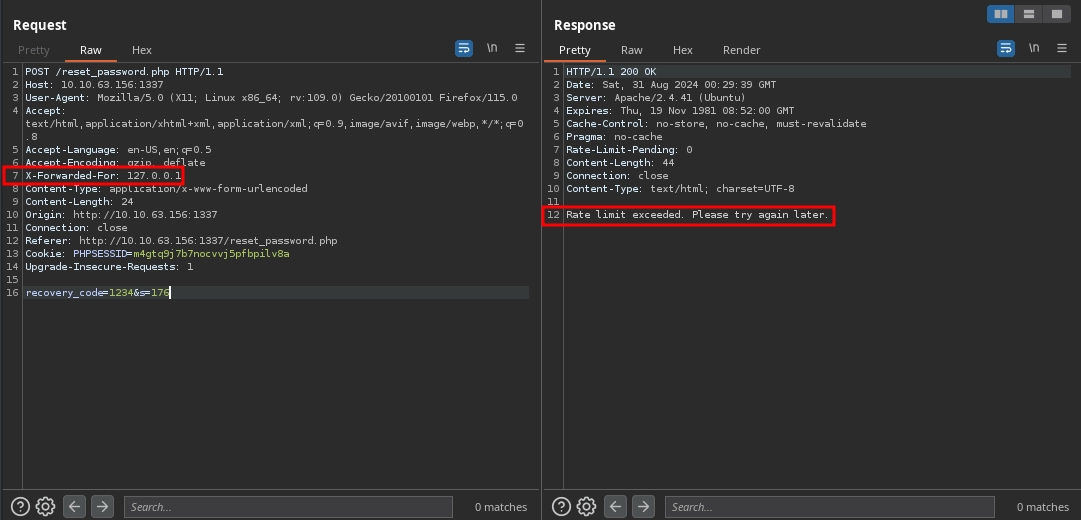 Request
Pretty Raw Hex \n
1 POST /reset_password.php HTTP/1.1
2 Host: 10.10.63.156:1337
3 User-Agent: Mozilla/5.0 (X11; Linux x86_64; rv:109.0) Gecko/20100101 Firefox/115.0
4 Accept:
text/html,application/xhtml+xml,application/xml;q=0.9,image/avif,image/webp,*/*;q=0
.8
5 Accept-Language: en-US,en;q=0.5
6 Accept-Encoding: gzip, deflate
7 X-Forwarded-For: 127.0.0.1
8 Content-Type: application/x-www-form-urlencoded
9 Content-Length: 24
10 Origin: http://10.10.63.156:1337
11 Connection: close
12 Referer: http://10.10.63.156:1337/reset_password.php
13 Cookie: PHPSESSID=m4gtq9j7b7nocvvj5pfbpilv8a
14 Upgrade-Insecure-Requests: 1
15
16 recovery_code=1234&s=176
Search... 0 matches
Response
Pretty Raw Hex Render \n
1 HTTP/1.1 200 OK
2 Date: Sat, 31 Aug 2024 00:29:39 GMT
3 Server: Apache/2.4.41 (Ubuntu)
4 Expires: Thu, 19 Nov 1981 08:52:00 GMT
5 Cache-Control: no-store, no-cache, must-revalidate
6 Pragma: no-cache
7 Rate-Limit-Pending: 0
8 Content-Length: 44
9 Connection: close
10 Content-Type: text/html; charset=UTF-8
11
12 Rate limit exceeded. Please try again later.
Search... 0 matches